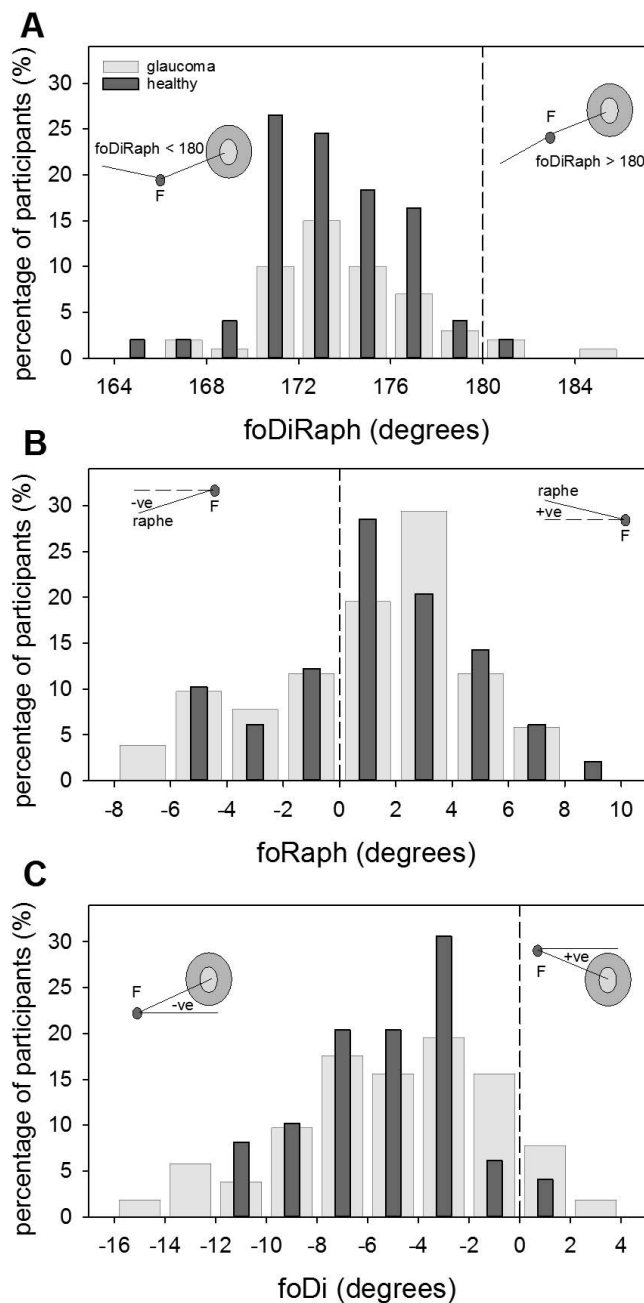 A
percentage of participants (%)
30
25
20
15
10
5
0
glaucoma
healthy
foDiRaph < 180
F
F
foDiRaph > 180
164 168 172 176 180 184
foDiRaph (degrees)
B
percentage of participants (%)
30
25
20
15
10
5
0
-ve
raphe
F
raphe
+ve
F
-8 -6 -4 -2 0 2 4 6 8 10
foRaph (degrees)
C
percentage of participants (%)
30
25
20
15
10
5
0
F
-ve
+ve
F
-16 -14 -12 -10 -8 -6 -4 -2 0 2 4
foDi (degrees)